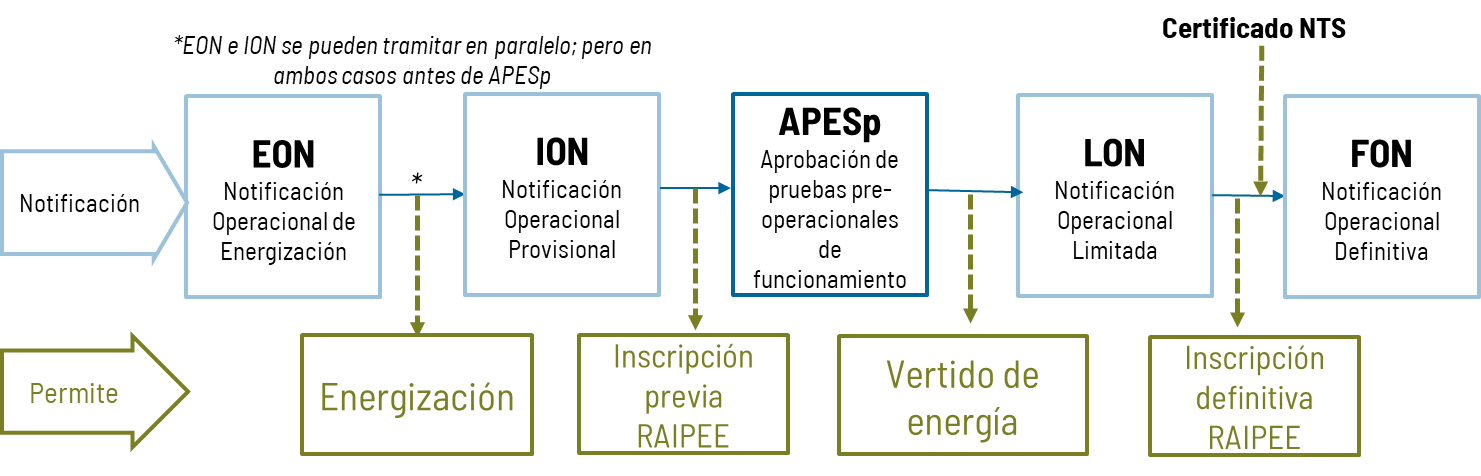 Certificado NTS
*EON e ION se pueden tramitar en paralelo; pero en
ambos casos antes de APESp
Notificación
EON
Notificación
Operacional de
Energización
*
ION
Notificación
Operacional
Provisional
APESp
Aprobación de
pruebas pre-
operacionales
de
funcionamiento
LON
Notificación
Operacional
Limitada
FON
Notificación
Operacional
Definitiva
Permite
Energización
Inscripción
previa
RAIPEE
Vertido de
energía
Inscripción
definitiva
RAIPEE